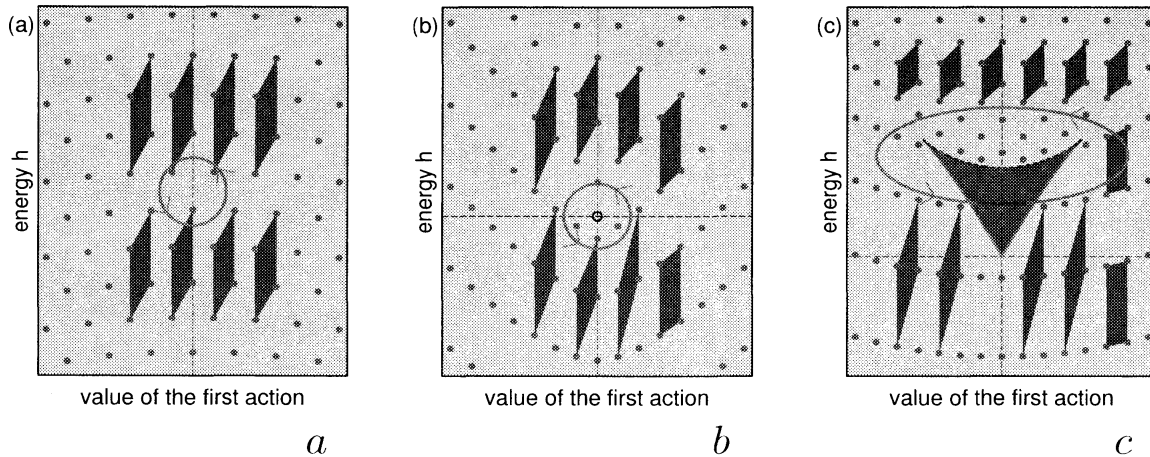 (a)
energy h
value of the first action
a
(b)
energy h
value of the first action
b
(c)
energy h
value of the first action
c